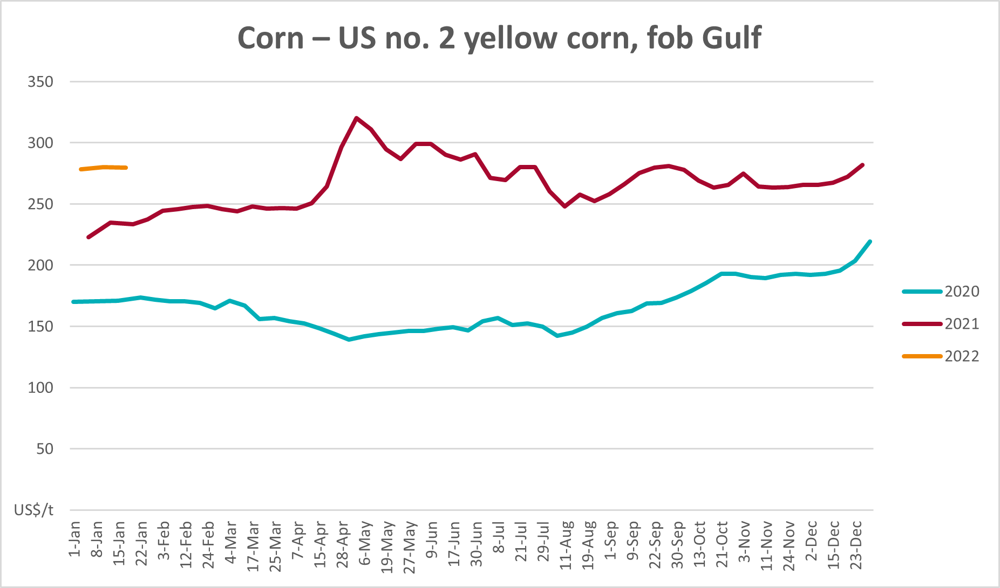 Corn – US no. 2 yellow corn, fob Gulf
350
300
250
200
150
100
50
US$/t
2020
2021
2022
1-Jan
8-Jan
15-Jan
22-Jan
3-Feb
12-Feb
24-Feb
4-Mar
17-Mar
25-Mar
7-Apr
15-Apr
28-Apr
6-May
19-May
27-May
9-Jun
17-Jun
30-Jun
8-Jul
21-Jul
29-Jul
11-Aug
19-Aug
1-Sep
9-Sep
22-Sep
30-Sep
13-Oct
21-Oct
3-Nov
11-Nov
24-Nov
2-Dec
15-Dec
23-Dec